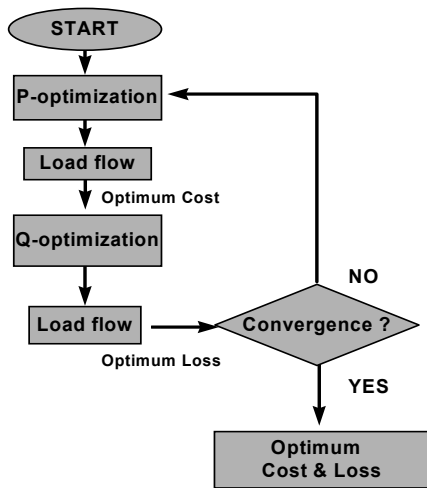 START
P-optimization
Load flow
Optimum Cost
Q-optimization
Load flow
Optimum Loss
Convergence ?
NO
YES
Optimum
Cost & Loss